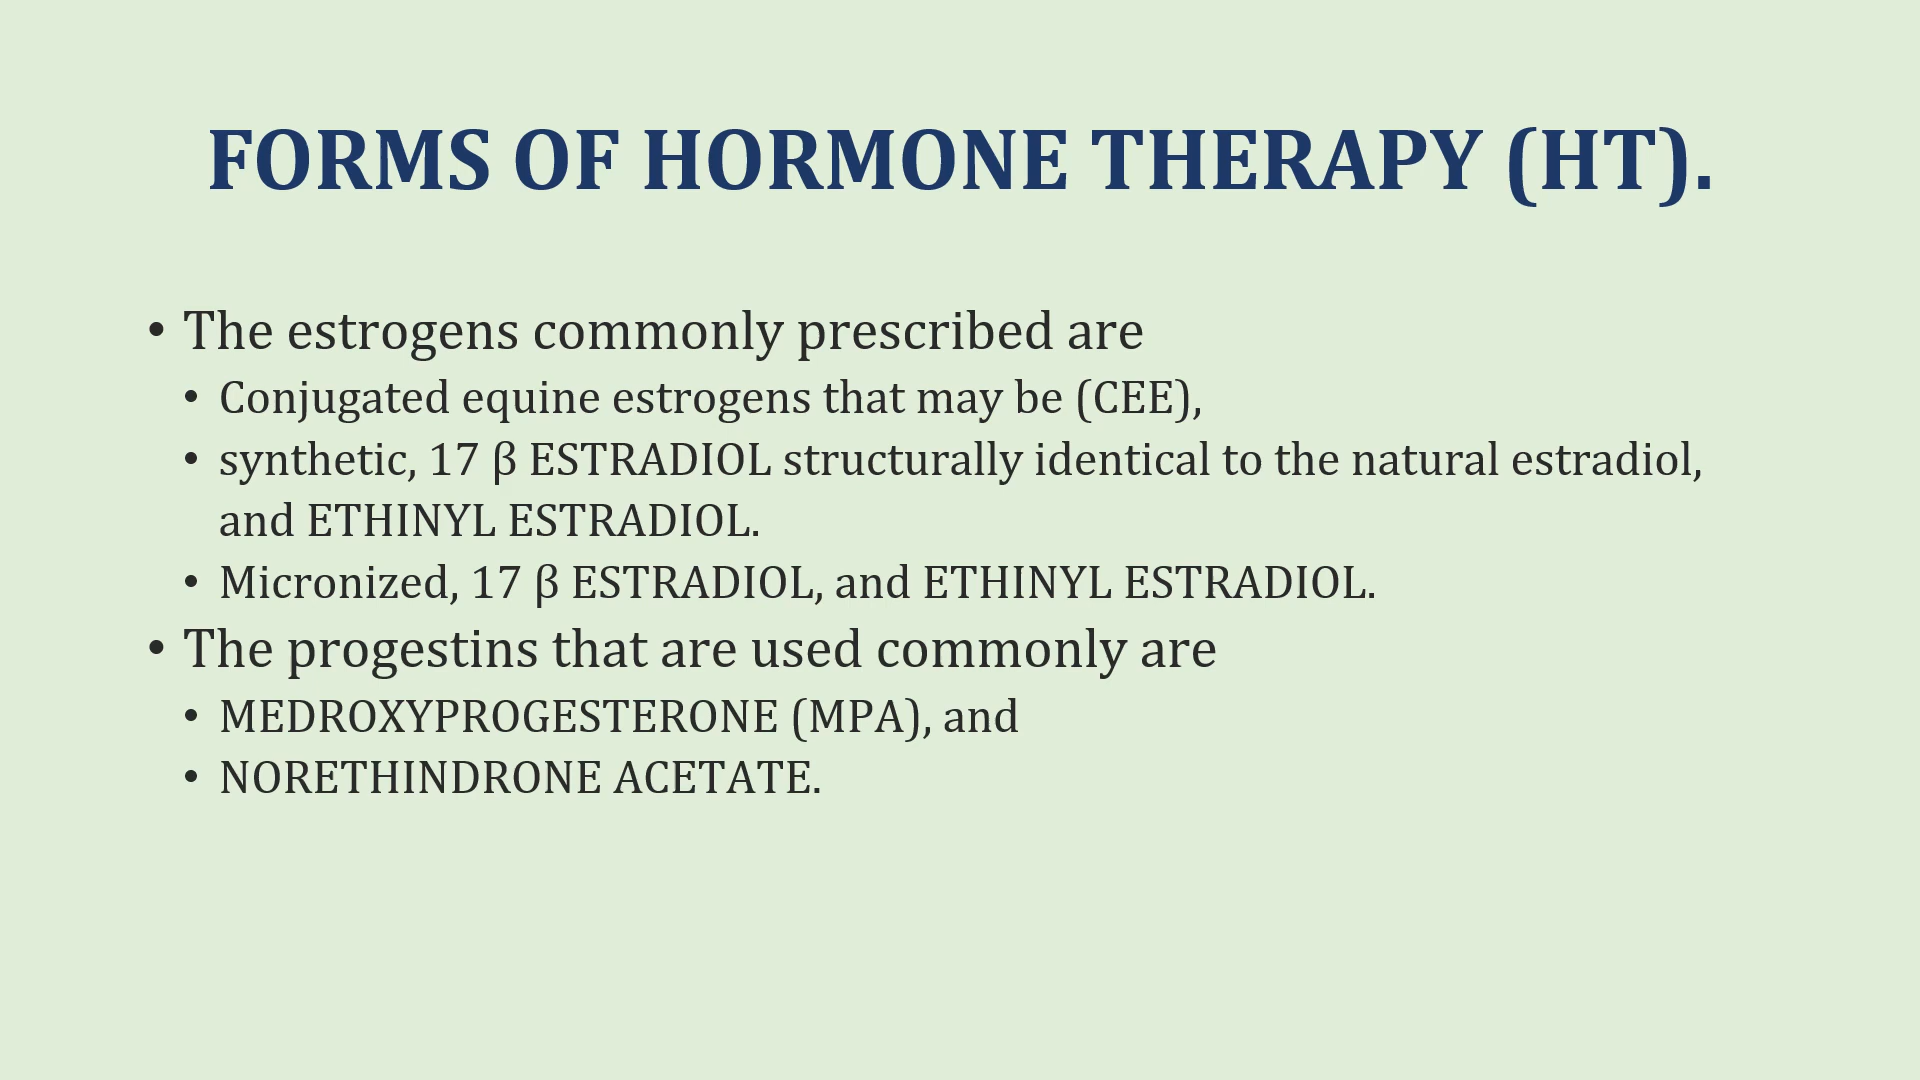 FORMS OF HORMONE THERAPY (HT).
• The estrogens commonly prescribed are
• Conjugated equine estrogens that may be (CEE),
• synthetic, 17 β ESTRADIOL structurally identical to the natural estradiol,
and ETHINYL ESTRADIOL.
• Micronized, 17 β ESTRADIOL, and ETHINYL ESTRADIOL.
• The progestins that are used commonly are
• MEDROXYPROGESTERONE (MPA), and
• NORETHINDRONE ACETATE.